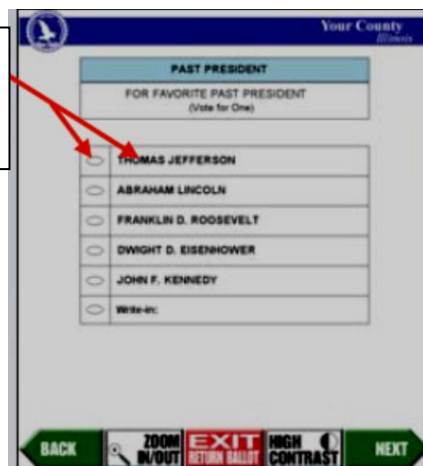 Your County
Illinois
PAST PRESIDENT
FOR FAVORITE PAST PRESIDENT
(Vote for One)
THOMAS JEFFERSON
ABRAHAM LINCOLN
FRANKLIN D. ROOSEVELT
DWIGHT D. EISENHOWER
JOHN F. KENNEDY
Write-in:
BACK
ZOOM
IN/OUT
EXIT
RETURN BALLOT
HIGH
CONTRAST
NEXT